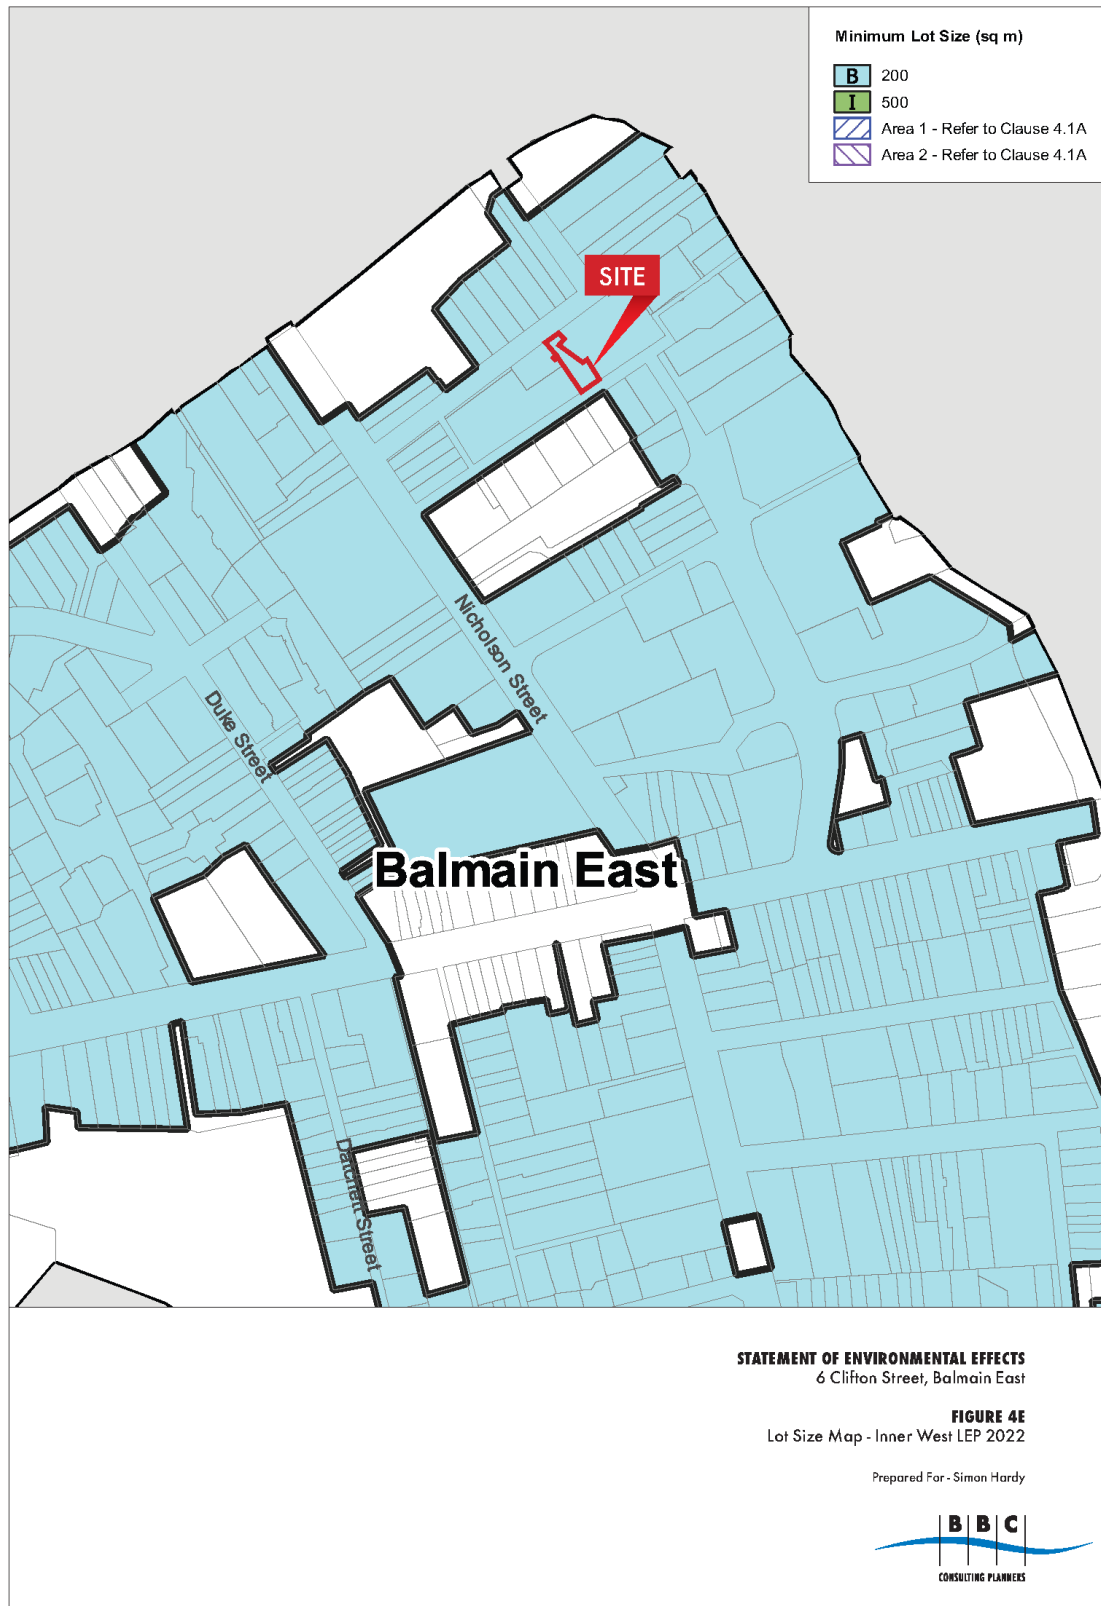 Minimum Lot Size (sq m)
B 200
I 500
Area 1 - Refer to Clause 4.1A
Area 2 - Refer to Clause 4.1A
SITE
Nicholson Street
Duke Street
Balmain East
Datchett Street
STATEMENT OF ENVIRONMENTAL EFFECTS
6 Clifton Street, Balmain East
FIGURE 4E
Lot Size Map - Inner West LEP 2022
Prepared For - Simon Hardy
B B C
CONSULTING PLANNERS